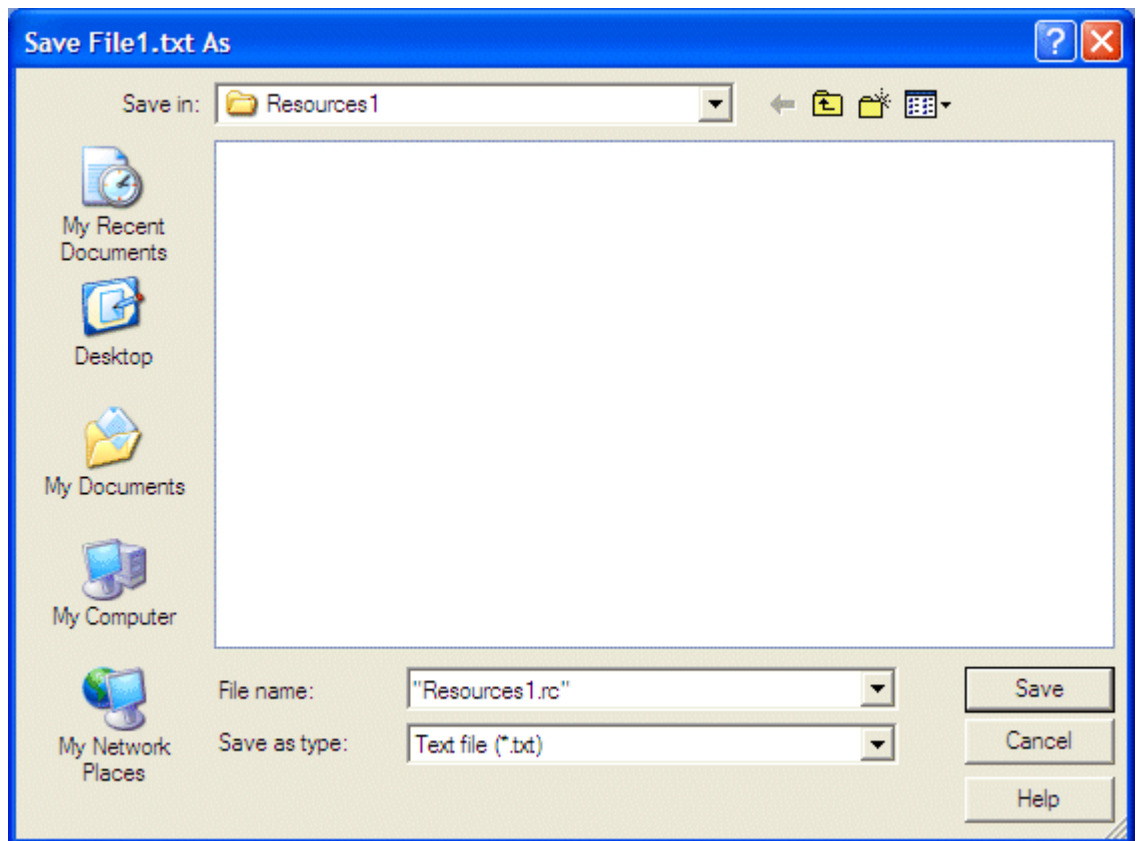 Save File1.txt As
Save in:
Resources1
My Recent
Documents
Desktop
My Documents
My Computer
My Network
Places
File name:
"Resources1.rc"
Save
Save as type:
Text file (*.txt)
Cancel
Help